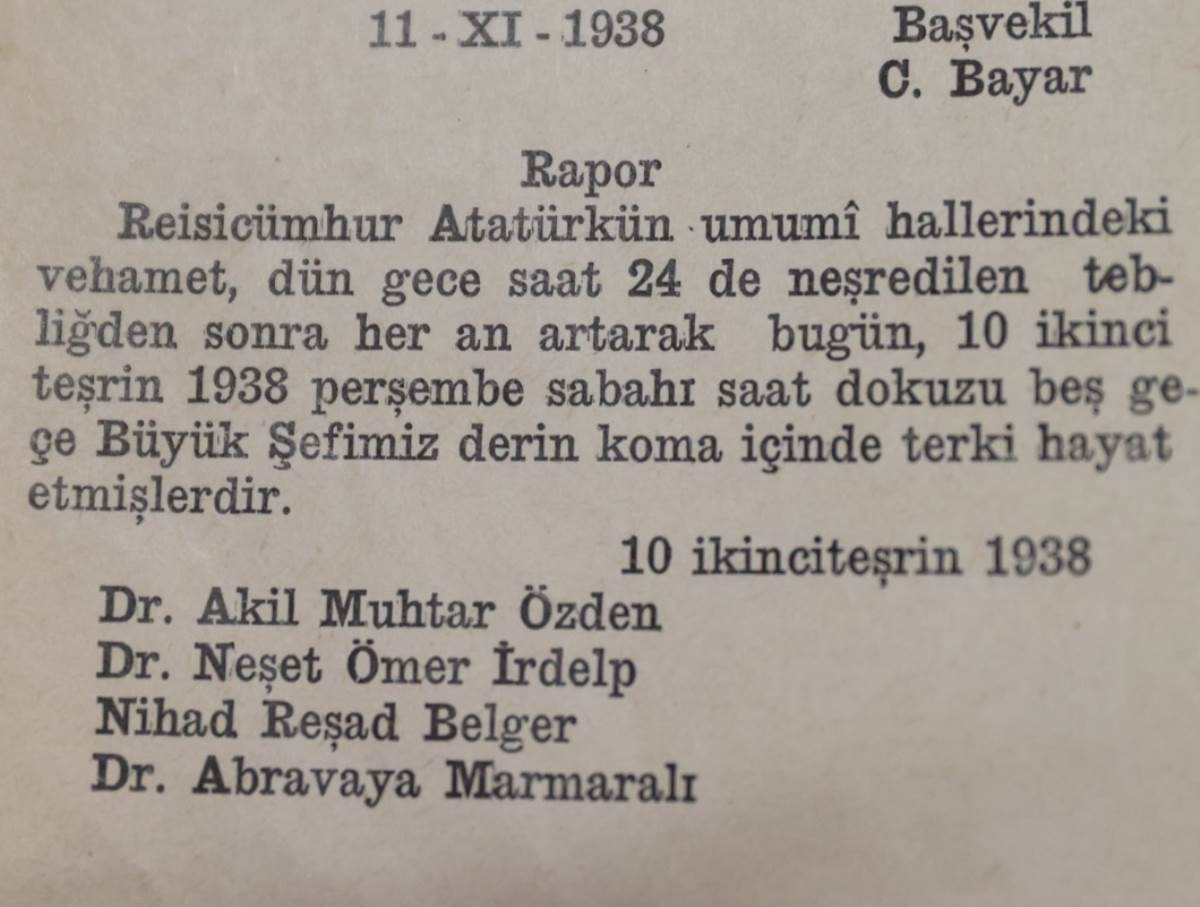 11 - XI - 1938 Başvekil
C. Bayar
Rapor
Reisicümhur Atatürkün umumî hallerindeki
vehamet, dün gece saat 24 de neşredilen teb-
liğden sonra her an artarak bugün, 10 ikinci
teşrin 1938 perşembe sabahı saat dokuzu beş ge-
çe Büyük Şefimiz derin koma içinde terki hayat
etmişlerdir.
10 ikinciteşrin 1938
Dr. Akil Muhtar Özden
Dr. Neşet Ömer İrdelp
Nihad Reşad Belger
Dr. Abravaya Marmaralı